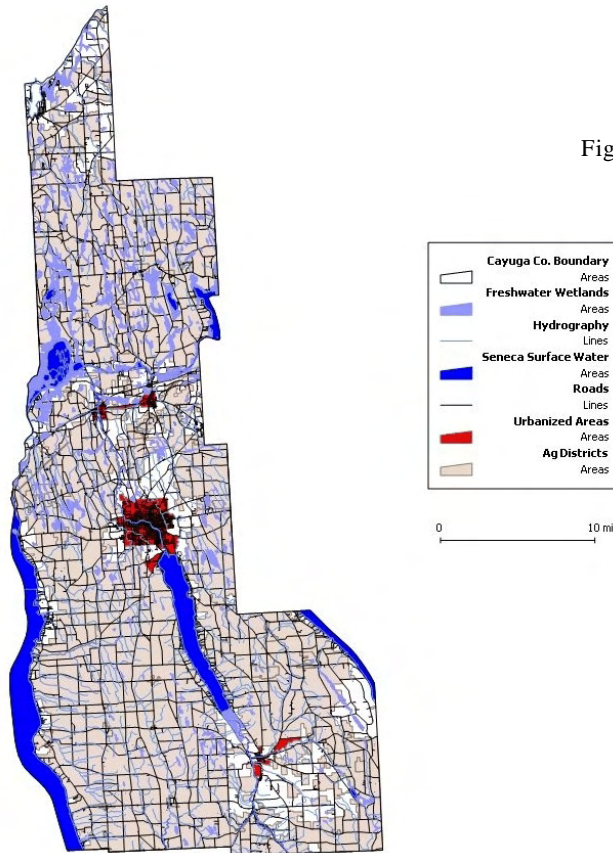 Fig
Cayuga Co. Boundary
Areas
Freshwater Wetlands
Areas
Hydrography
Lines
Seneca Surface Water
Areas
Roads
Lines
Urbanized Areas
Areas
Ag Districts
Areas
0 10 mi